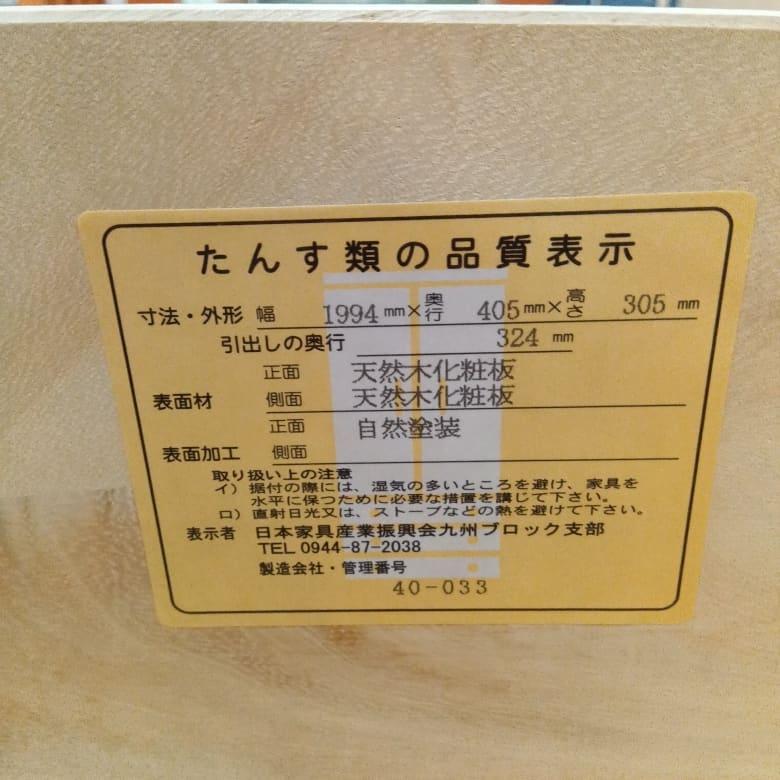 たんす類の品質表示
寸法・外形 幅 1994 mm×奥行 405mm×高さ 305 mm
引出しの奥行 324 mm
表面材 正面 天然木化粧板
側面 天然木化粧板
表面加工 正面 自然塗装
側面
取り扱い上の注意
イ) 据付の際には、湿気の多いところを避け、家具を
水平に保つために必要な措置を講じて下さい。
ロ) 直射日光又は、ストーブなどの熱を避けて下さい。
表示者 日本家具産業振興会九州ブロック支部
TEL 0944-87-2038
製造会社・管理番号
40-033